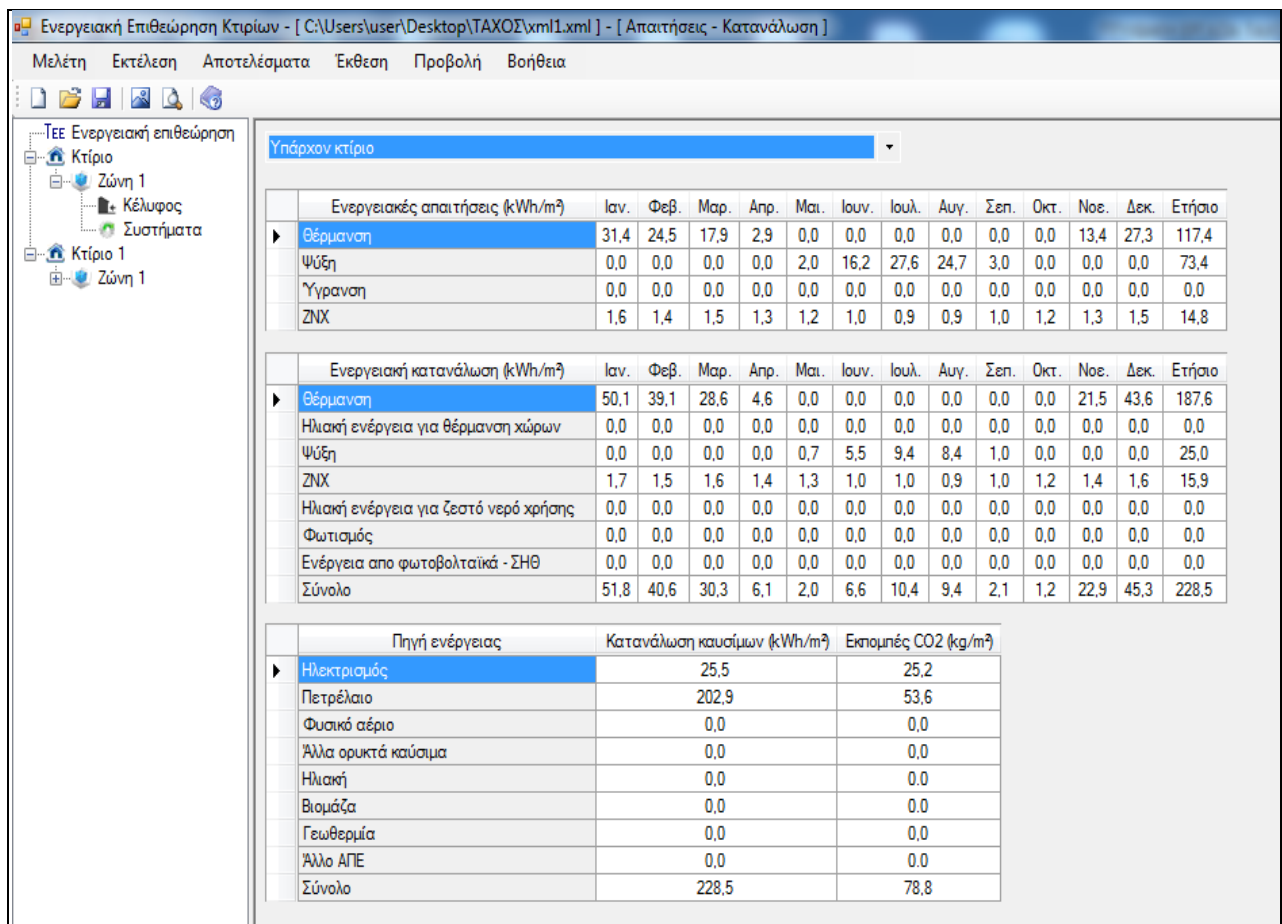 Ενεργειακή Επιθεώρηση Κτιρίων - [ C:\Users\user\Desktop\ΤΑΧΟΣ\xml1.xml ] - [ Απαιτήσεις - Κατανάλωση ]
Μελέτη Εκτέλεση Αποτελέσματα Έκθεση Προβολή Βοήθεια
ΤΕΕ Ενεργειακή επιθεώρηση
Κτίριο
Ζώνη 1
Κέλυφος
Συστήματα
Κτίριο 1
Ζώνη 1
Υπάρχον κτίριο
Ενεργειακές απαιτήσεις (kWh/m²) Ιαν. Φεβ. Μαρ. Απρ. Μαι. Ιουν. Ιουλ. Αυγ. Σεπ. Οκτ. Νοε. Δεκ. Ετήσιο
Θέρμανση 31,4 24,5 17,9 2,9 0,0 0,0 0,0 0,0 0,0 0,0 13,4 27,3 117,4
Ψύξη 0,0 0,0 0,0 0,0 2,0 16,2 27,6 24,7 3,0 0,0 0,0 0,0 73,4
Ύγρανση 0,0 0,0 0,0 0,0 0,0 0,0 0,0 0,0 0,0 0,0 0,0 0,0 0,0
ΖΝΧ 1,6 1,4 1,5 1,3 1,2 1,0 0,9 0,9 1,0 1,2 1,3 1,5 14,8
Ενεργειακή κατανάλωση (kWh/m²) Ιαν. Φεβ. Μαρ. Απρ. Μαι. Ιουν. Ιουλ. Αυγ. Σεπ. Οκτ. Νοε. Δεκ. Ετήσιο
Θέρμανση 50,1 39,1 28,6 4,6 0,0 0,0 0,0 0,0 0,0 0,0 21,5 43,6 187,6
Ηλιακή ενέργεια για θέρμανση χώρων 0,0 0,0 0,0 0,0 0,0 0,0 0,0 0,0 0,0 0,0 0,0 0,0 0,0
Ψύξη 0,0 0,0 0,0 0,0 0,7 5,5 9,4 8,4 1,0 0,0 0,0 0,0 25,0
ΖΝΧ 1,7 1,5 1,6 1,4 1,3 1,0 1,0 0,9 1,0 1,2 1,4 1,6 15,9
Ηλιακή ενέργεια για ζεστό νερό χρήσης 0,0 0,0 0,0 0,0 0,0 0,0 0,0 0,0 0,0 0,0 0,0 0,0 0,0
Φωτισμός 0,0 0,0 0,0 0,0 0,0 0,0 0,0 0,0 0,0 0,0 0,0 0,0 0,0
Ενέργεια απο φωτοβολταϊκά - ΣΗΘ 0,0 0,0 0,0 0,0 0,0 0,0 0,0 0,0 0,0 0,0 0,0 0,0 0,0
Σύνολο 51,8 40,6 30,3 6,1 2,0 6,6 10,4 9,4 2,1 1,2 22,9 45,3 228,5
Πηγή ενέργειας Κατανάλωση καυσίμων (kWh/m²) Εκπομπές CO2 (kg/m²)
Ηλεκτρισμός 25,5 25,2
Πετρέλαιο 202,9 53,6
Φυσικό αέριο 0,0 0,0
Άλλα ορυκτά καύσιμα 0,0 0,0
Ηλιακή 0,0 0.0
Βιομάζα 0,0 0.0
Γεωθερμία 0,0 0,0
Άλλο ΑΠΕ 0,0 0.0
Σύνολο 228,5 78,8